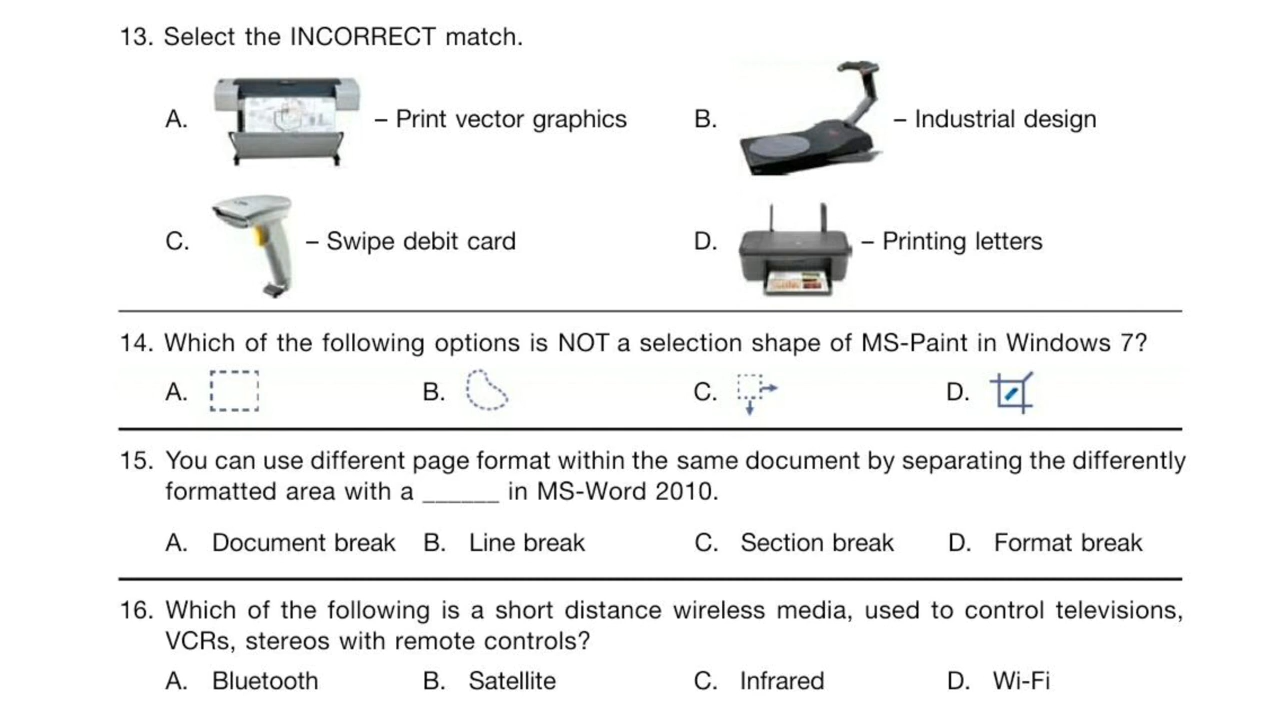 13. Select the INCORRECT match.
A. – Print vector graphics B. – Industrial design
C. – Swipe debit card D. – Printing letters
14. Which of the following options is NOT a selection shape of MS-Paint in Windows 7?
A. B. C. D.
15. You can use different page format within the same document by separating the differently
formatted area with a ______ in MS-Word 2010.
A. Document break B. Line break C. Section break D. Format break
16. Which of the following is a short distance wireless media, used to control televisions,
VCRs, stereos with remote controls?
A. Bluetooth B. Satellite C. Infrared D. Wi-Fi